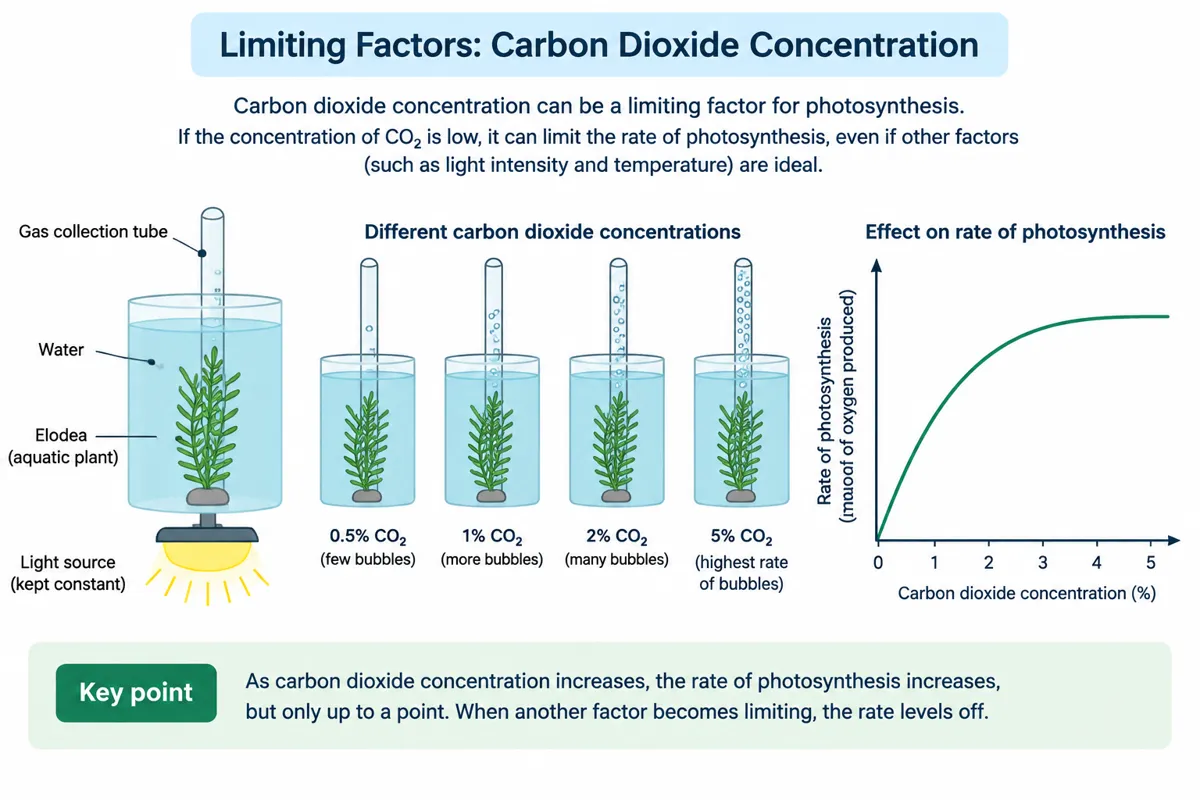 Limiting Factors: Carbon Dioxide Concentration
Carbon dioxide concentration can be a limiting factor for photosynthesis.
If the concentration of CO₂ is low, it can limit the rate of photosynthesis, even if other factors
(such as light intensity and temperature) are ideal.
Gas collection tube
Water
Elodea
(aquatic plant)
Light source
(kept constant)
Different carbon dioxide concentrations
0.5% CO₂
(few bubbles)
1% CO₂
(more bubbles)
2% CO₂
(many bubbles)
5% CO₂
(highest rate
of bubbles)
Effect on rate of photosynthesis
Rate of photosynthesis
of oxygen produced)
0 1 2 3 4 5
Carbon dioxide concentration (%)
Key point
As carbon dioxide concentration increases, the rate of photosynthesis increases,
but only up to a point. When another factor becomes limiting, the rate levels off.